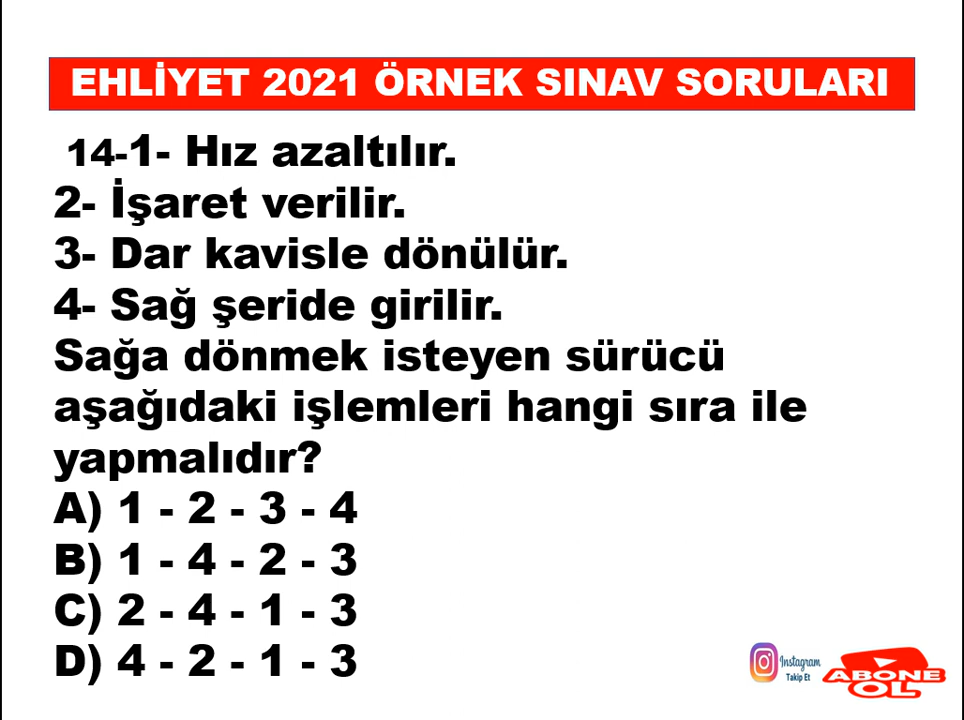 EHLİYET 2021 ÖRNEK SINAV SORULARI
14-1- Hız azaltılır.
2- İşaret verilir.
3- Dar kavisle dönülür.
4- Sağ şeride girilir.
Sağa dönmek isteyen sürücü
aşağıdaki işlemleri hangi sıra ile
yapmalıdır?
A) 1 - 2 - 3 - 4
B) 1 - 4 - 2 - 3
C) 2 - 4 - 1 - 3
D) 4 - 2 - 1 - 3
Instagram
Takip Et
ABONE
OL